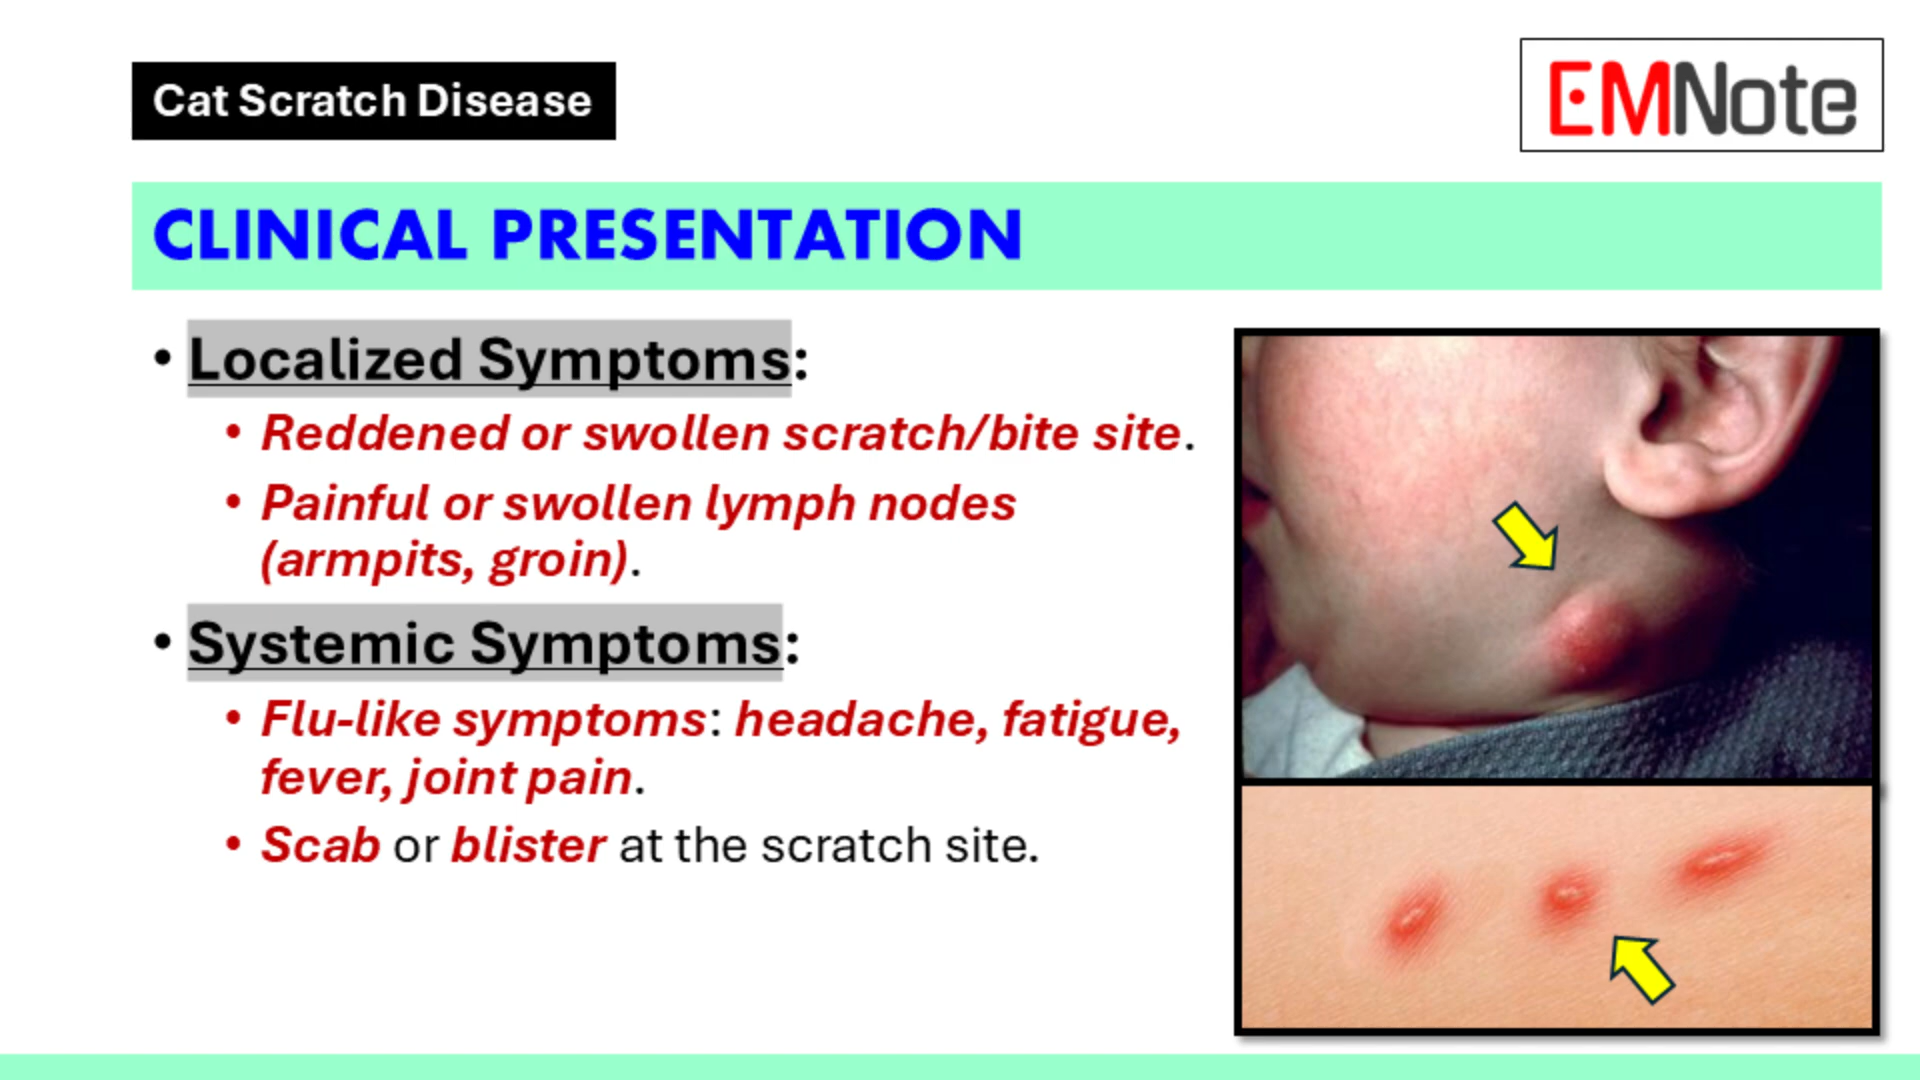 Cat Scratch Disease
EMNote
CLINICAL PRESENTATION
• Localized Symptoms:
• Reddened or swollen scratch/bite site.
• Painful or swollen lymph nodes
(armpits, groin).
• Systemic Symptoms:
• Flu-like symptoms: headache, fatigue,
fever, joint pain.
• Scab or blister at the scratch site.